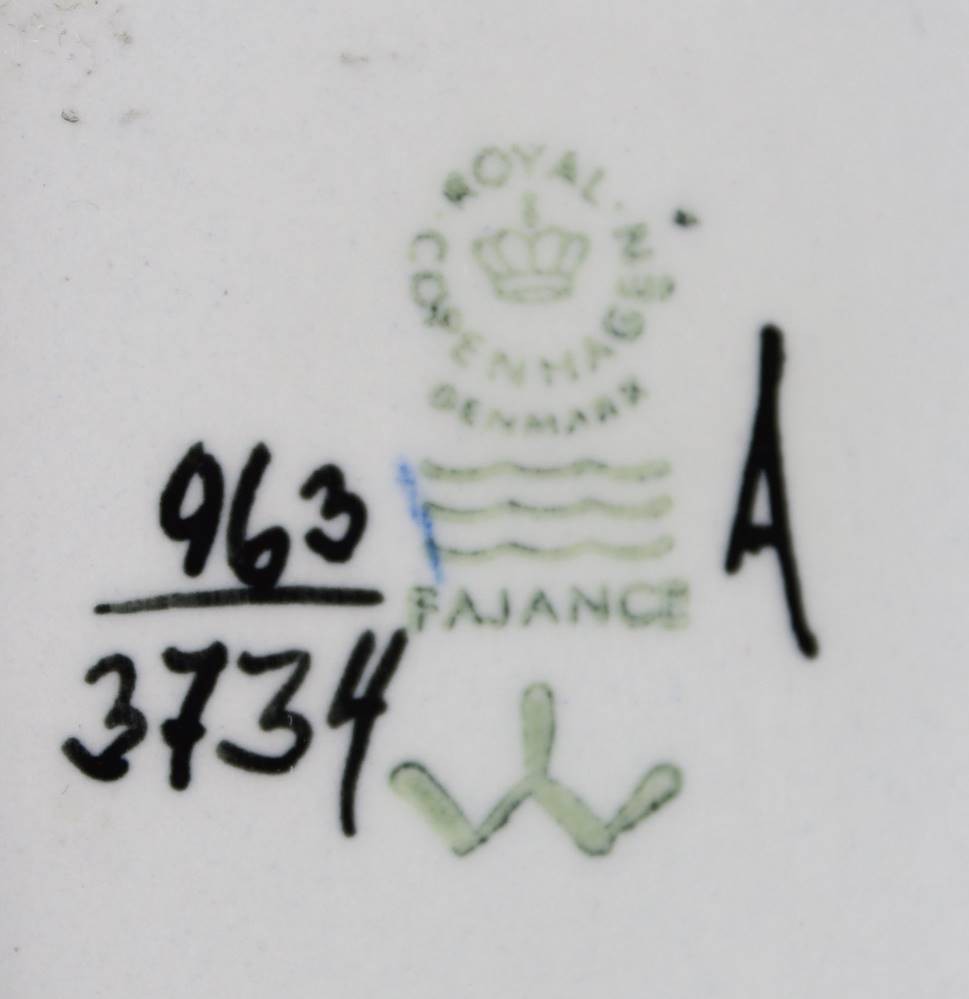 ROYAL
COPENHAGEN
DENMARK
FAJANCE
963
3734
A